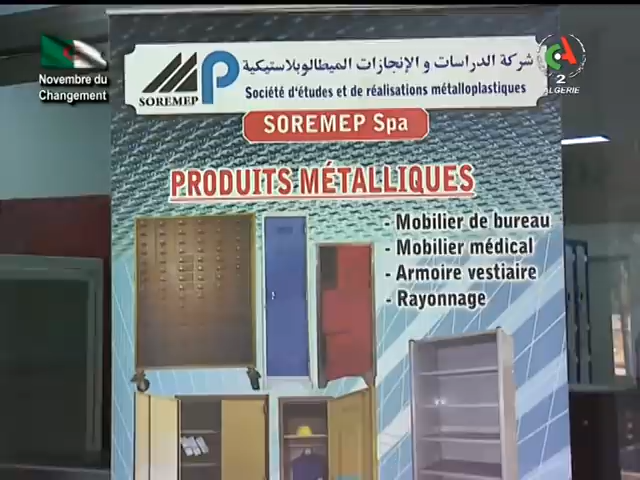 Novembre du
Changement
2
ALGERIE
شركة الدراسات و الإنجازات الميطالوبلاستيكية
SOREMEP
Société d'études et de réalisations métalloplastiques
SOREMEP Spa
PRODUITS MÉTALLIQUES
- Mobilier de bureau
- Mobilier médical
- Armoire vestiaire
- Rayonnage